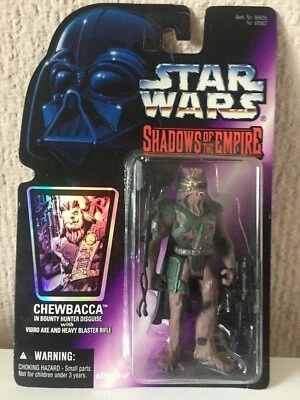 STAR
WARS
SHADOWS OF THE EMPIRE
CHEWBACCA™
IN BOUNTY HUNTER DISGUISE
with
VIBRO AXE AND HEAVY BLASTER RIFLE
WARNING:
CHOKING HAZARD - Small parts.
Not for children under 3 years.